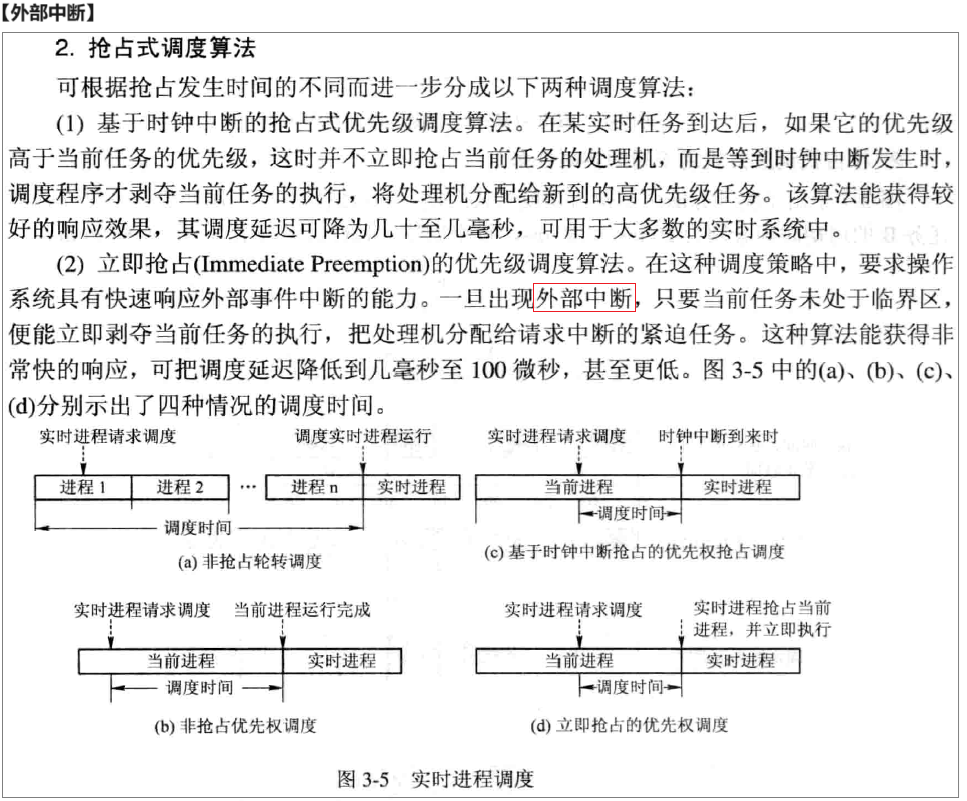 【外部中断】
2. 抢占式调度算法
可根据抢占发生时间的不同而进一步分成以下两种调度算法：
(1) 基于时钟中断的抢占式优先级调度算法。在某实时任务到达后，如果它的优先级
高于当前任务的优先级，这时并不立即抢占当前任务的处理机，而是等到时钟中断发生时，
调度程序才剥夺当前任务的执行，将处理机分配给新到的高优先级任务。该算法能获得较
好的响应效果，其调度延迟可降为几十至几毫秒，可用于大多数的实时系统中。
(2) 立即抢占(Immediate Preemption)的优先级调度算法。在这种调度策略中，要求操作
系统具有快速响应外部事件中断的能力。一旦出现外部中断，只要当前任务未处于临界区，
便能立即剥夺当前任务的执行，把处理机分配给请求中断的紧迫任务。这种算法能获得非
常快的响应，可把调度延迟降低到几毫秒至 100 微秒，甚至更低。图 3-5 中的(a)、(b)、(c)、
(d)分别示出了四种情况的调度时间。
实时进程请求调度 调度实时进程运行
进程 1 进程 2 … 进程 n 实时进程
调度时间
(a) 非抢占轮转调度
实时进程请求调度 时钟中断到来时
当前进程 实时进程
调度时间
(c) 基于时钟中断抢占的优先权抢占调度
实时进程请求调度 当前进程运行完成
当前进程 实时进程
调度时间
(b) 非抢占优先权调度
实时进程请求调度 实时进程抢占当前
进程，并立即执行
当前进程 实时进程
调度时间
(d) 立即抢占的优先权调度
图 3-5 实时进程调度